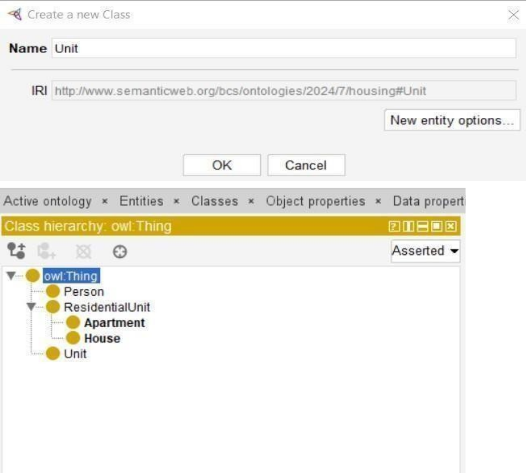 Create a new Class
Name Unit
IRI http://www.semanticweb.org/bcs/ontologies/2024/7/housing#Unit
New entity options...
OK Cancel
Active ontology × Entities × Classes × Object properties × Data propert
Class hierarchy: owl:Thing
Asserted
owl:Thing
Person
ResidentialUnit
Apartment
House
Unit